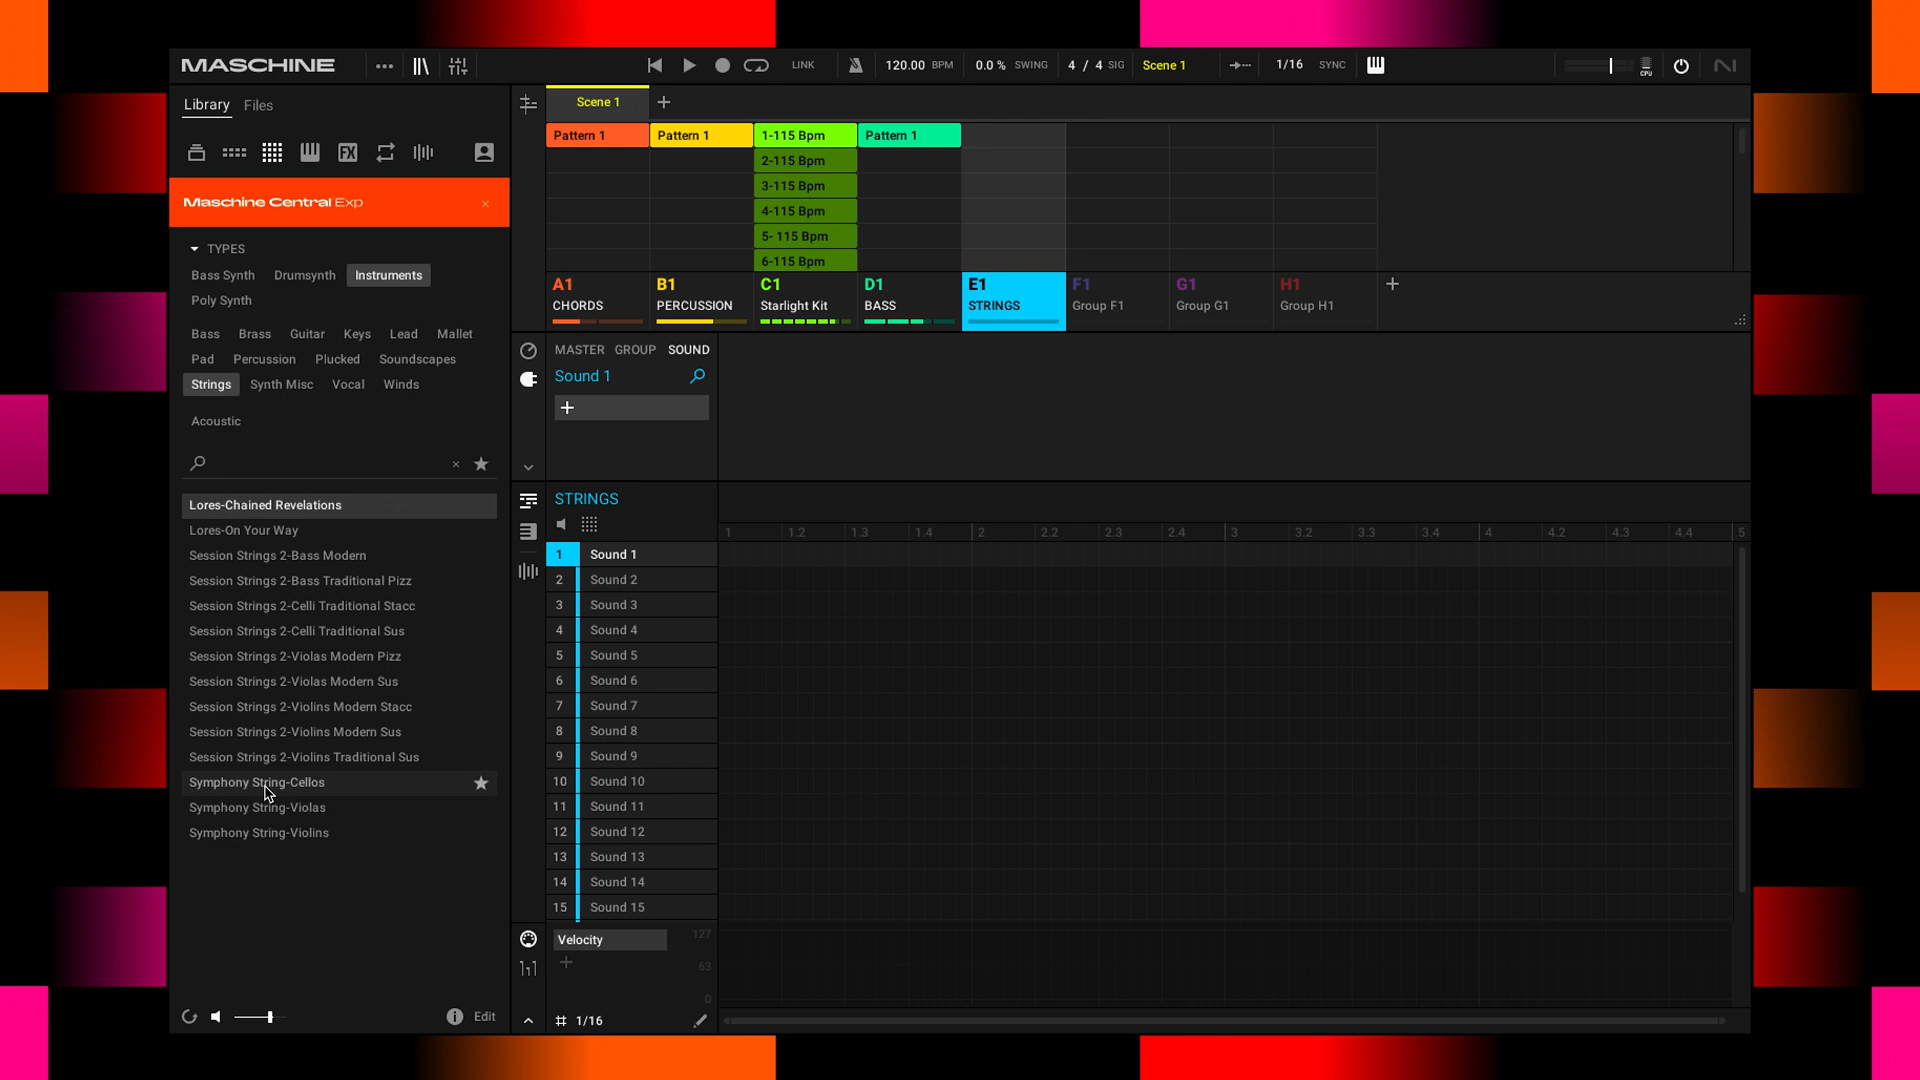 MASCHINE
LINK
120.00 BPM
0.0 % SWING
4 / 4 SIG
Scene 1
1/16 SYNC
CPU
Library Files
Maschine Central Exp
TYPES
Bass Synth Drumsynth Instruments
Poly Synth
Bass Brass Guitar Keys Lead Mallet
Pad Percussion Plucked Soundscapes
Strings Synth Misc Vocal Winds
Acoustic
Lores-Chained Revelations
Lores-On Your Way
Session Strings 2-Bass Modern
Session Strings 2-Bass Traditional Pizz
Session Strings 2-Celli Traditional Stacc
Session Strings 2-Celli Traditional Sus
Session Strings 2-Violas Modern Pizz
Session Strings 2-Violas Modern Sus
Session Strings 2-Violins Modern Stacc
Session Strings 2-Violins Modern Sus
Session Strings 2-Violins Traditional Sus
Symphony String-Cellos
Symphony String-Violas
Symphony String-Violins
Edit
Scene 1
Pattern 1 Pattern 1 1-115 Bpm Pattern 1
2-115 Bpm
3-115 Bpm
4-115 Bpm
5- 115 Bpm
6-115 Bpm
A1 B1 C1 D1 E1 F1 G1 H1
CHORDS PERCUSSION Starlight Kit BASS STRINGS Group F1 Group G1 Group H1
MASTER GROUP SOUND
Sound 1
STRINGS
1 1.2 1.3 1.4 2 2.2 2.3 2.4 3 3.2 3.3 3.4 4 4.2 4.3 4.4 5
1 Sound 1
2 Sound 2
3 Sound 3
4 Sound 4
5 Sound 5
6 Sound 6
7 Sound 7
8 Sound 8
9 Sound 9
10 Sound 10
11 Sound 11
12 Sound 12
13 Sound 13
14 Sound 14
15 Sound 15
Velocity
127
63
0
1/16